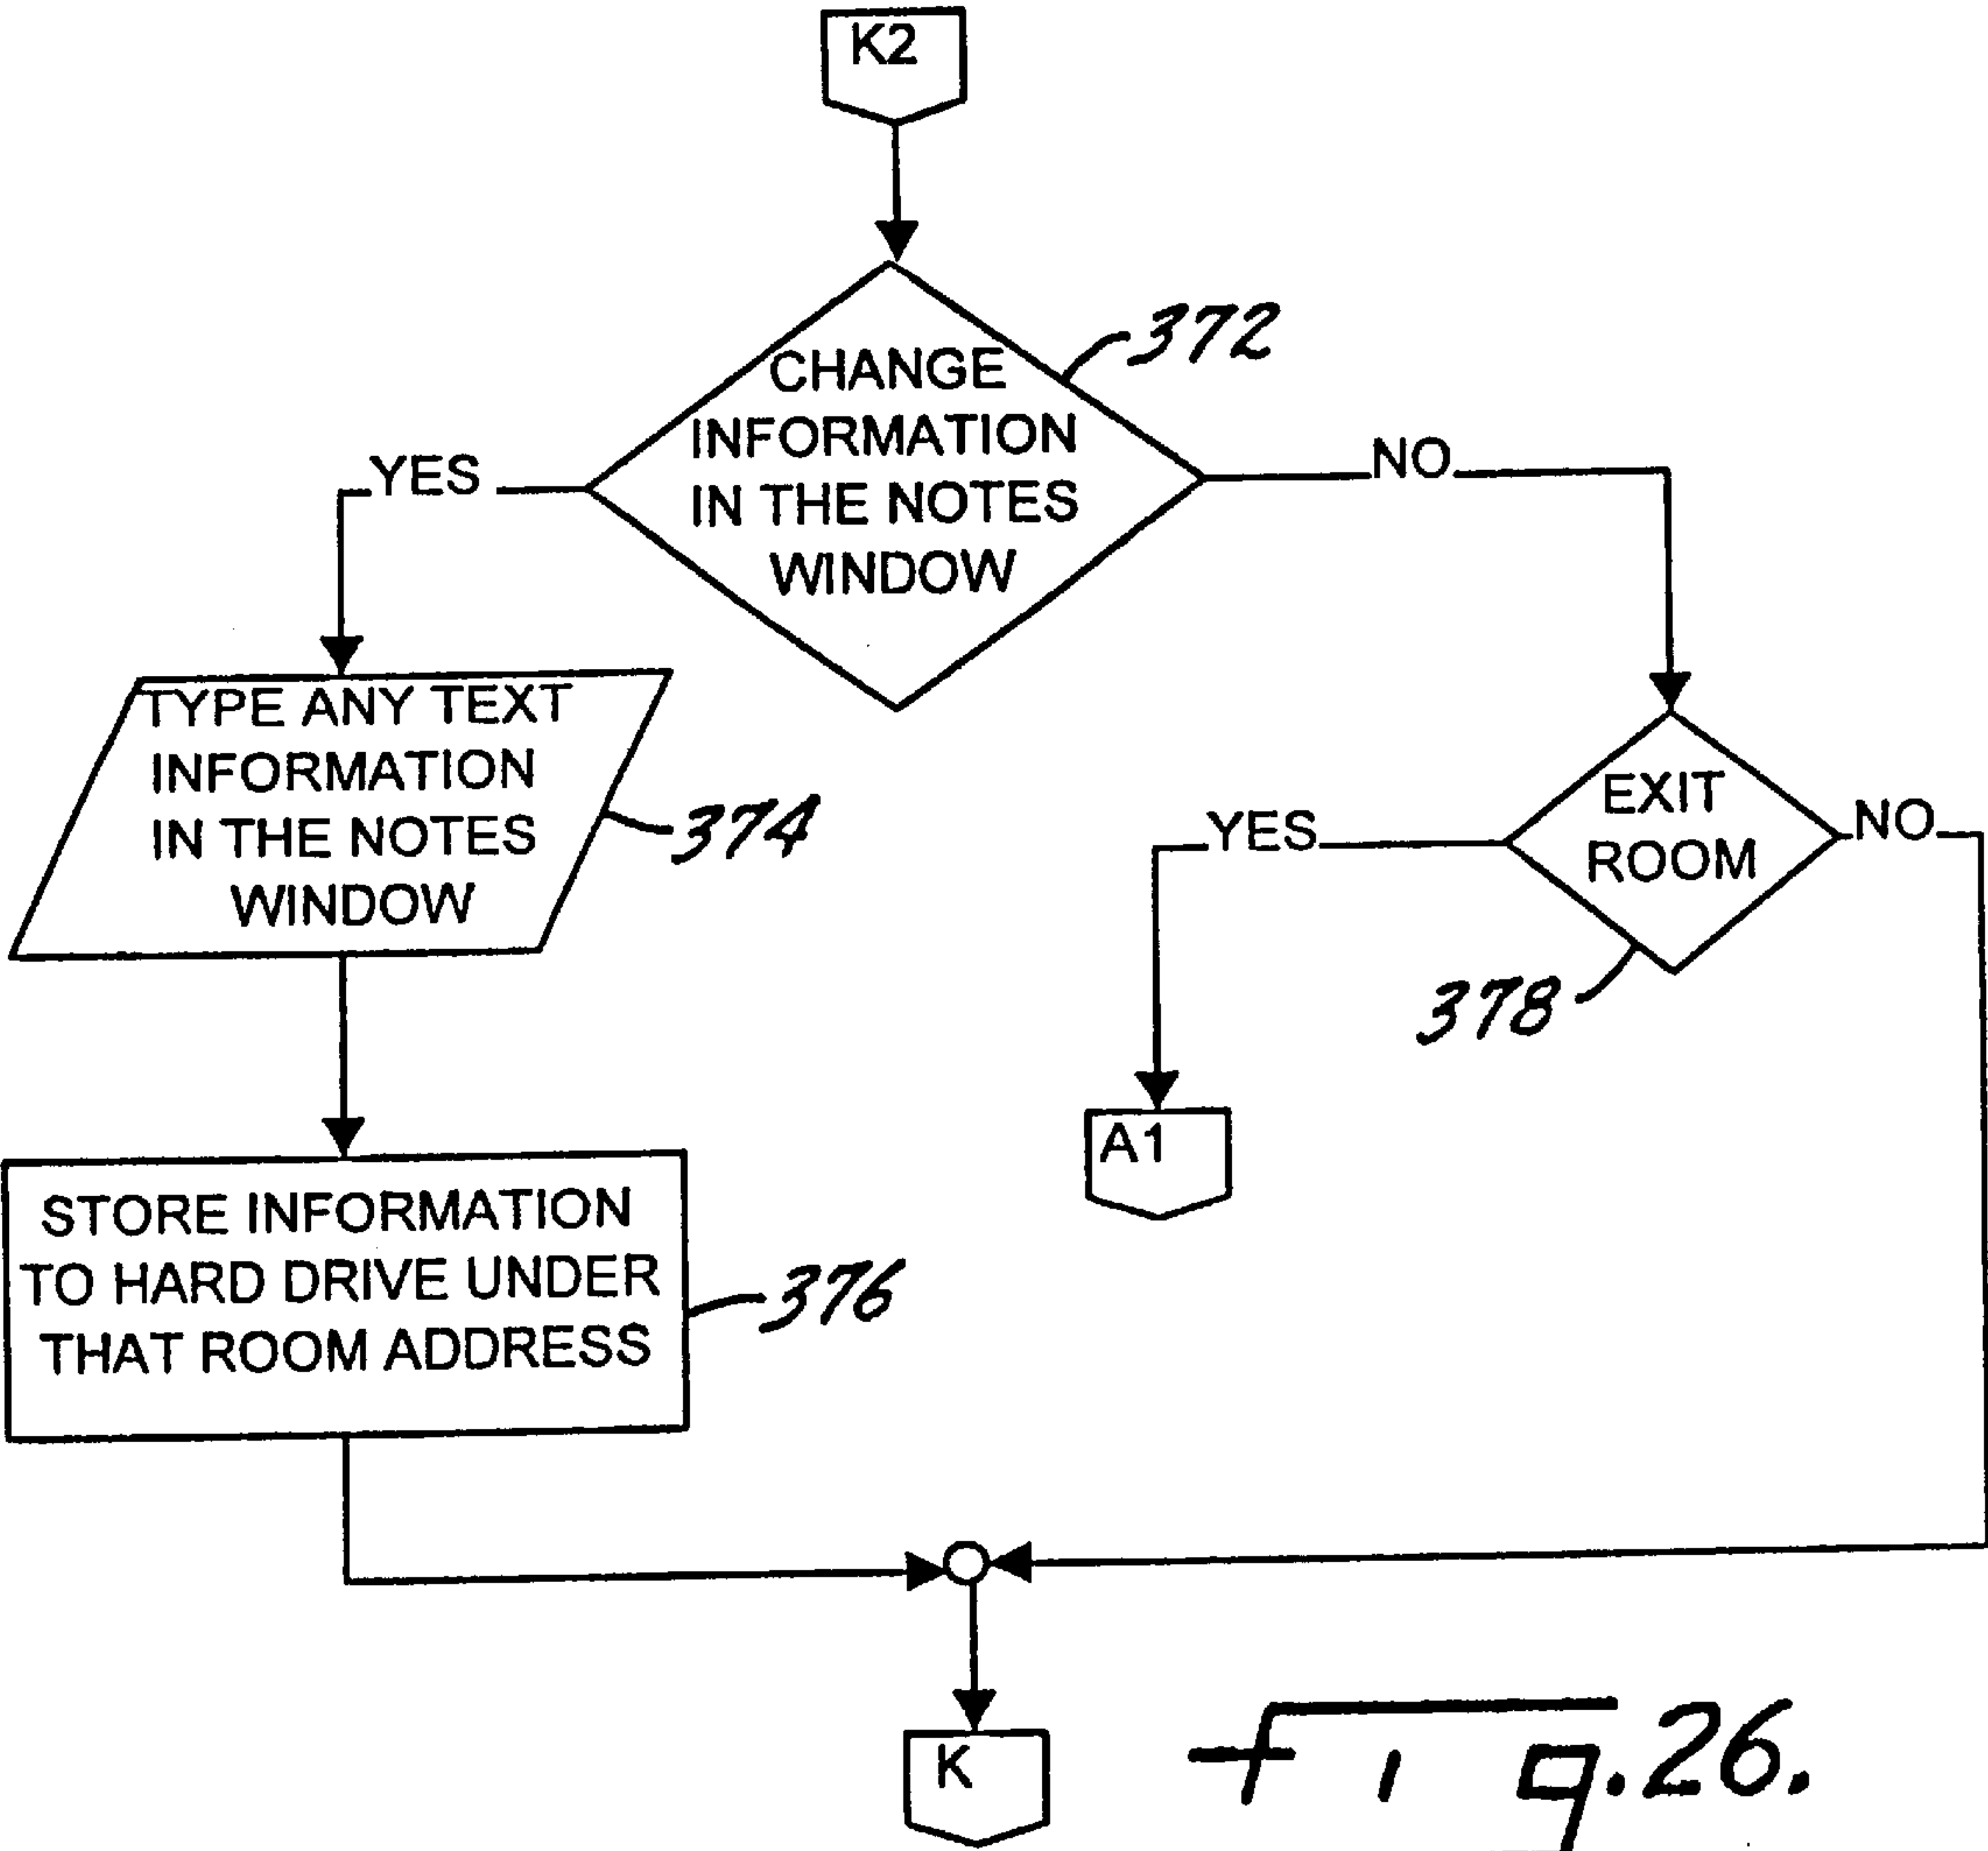 K2
372
CHANGE
INFORMATION
IN THE NOTES
WINDOW
YES
NO
TYPE ANY TEXT
INFORMATION
IN THE NOTES
WINDOW
374
EXIT
ROOM
YES
NO
378
A1
STORE INFORMATION
TO HARD DRIVE UNDER
THAT ROOM ADDRESS
376
K
Fig.26.